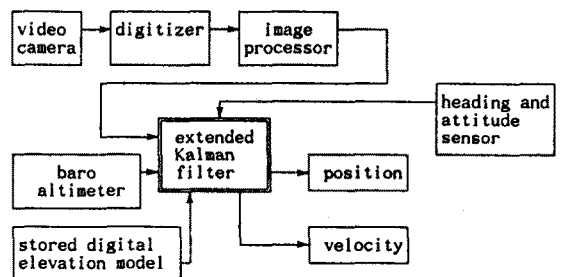 video
camera
digitizer
image
processor
heading and
attitude
sensor
extended
Kalman
filter
baro
altimeter
position
stored digital
elevation model
velocity